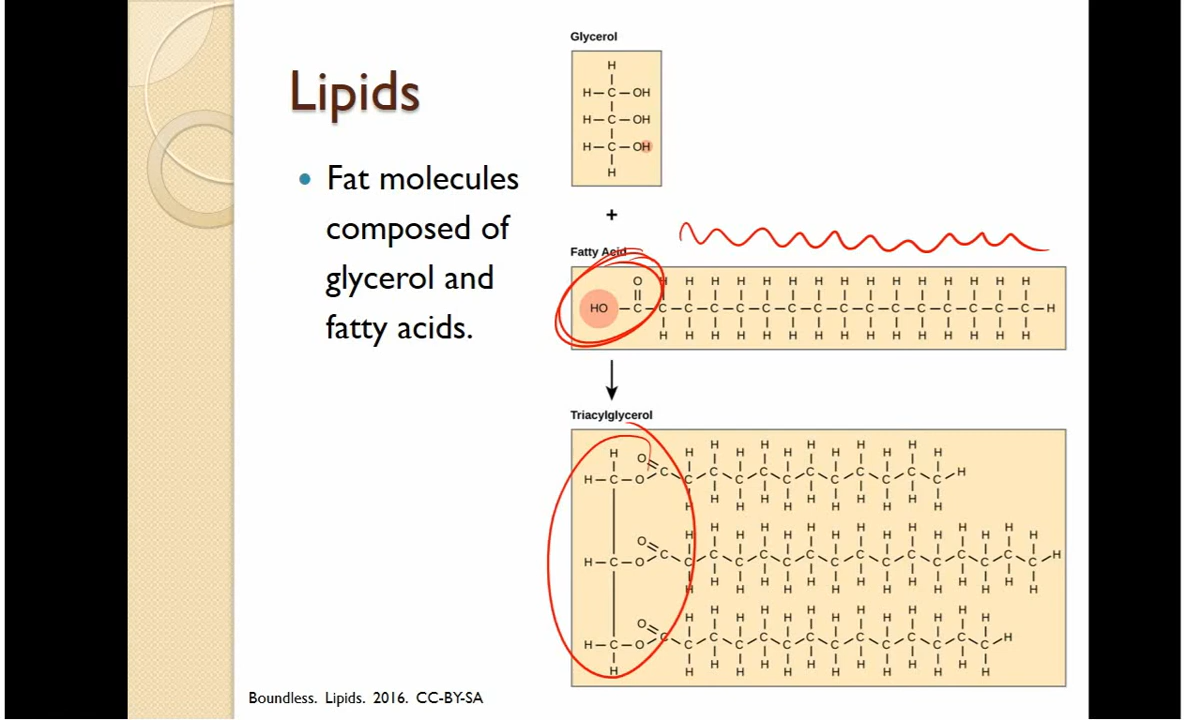 Lipids
• Fat molecules
composed of
glycerol and
fatty acids.
Glycerol
H
H–C–OH
H–C–OH
H–C–OH
H
+
Fatty Acid
O H H H H H H H H H H H H H H H
HO–C–C–C–C–C–C–C–C–C–C–C–C–C–C–C–C–H
H H H H H H H H H H H H H H H
Triacylglycerol
H O H H H H H H H H H H H
H–C–O–C–C–C–C–C–C–C–C–C–C–C–C–H
H H H H H H H H H H H
O H H H H H H H H H H H H H H H
H–C–O–C–C–C–C–C–C–C–C–C–C–C–C–C–C–C–C–H
H H H H H H H H H H H H H H H
O H H H H H H H H H H H H H
H–C–O–C–C–C–C–C–C–C–C–C–C–C–C–C–C–H
H H H H H H H H H H H H H H
Boundless. Lipids. 2016. CC-BY-SA